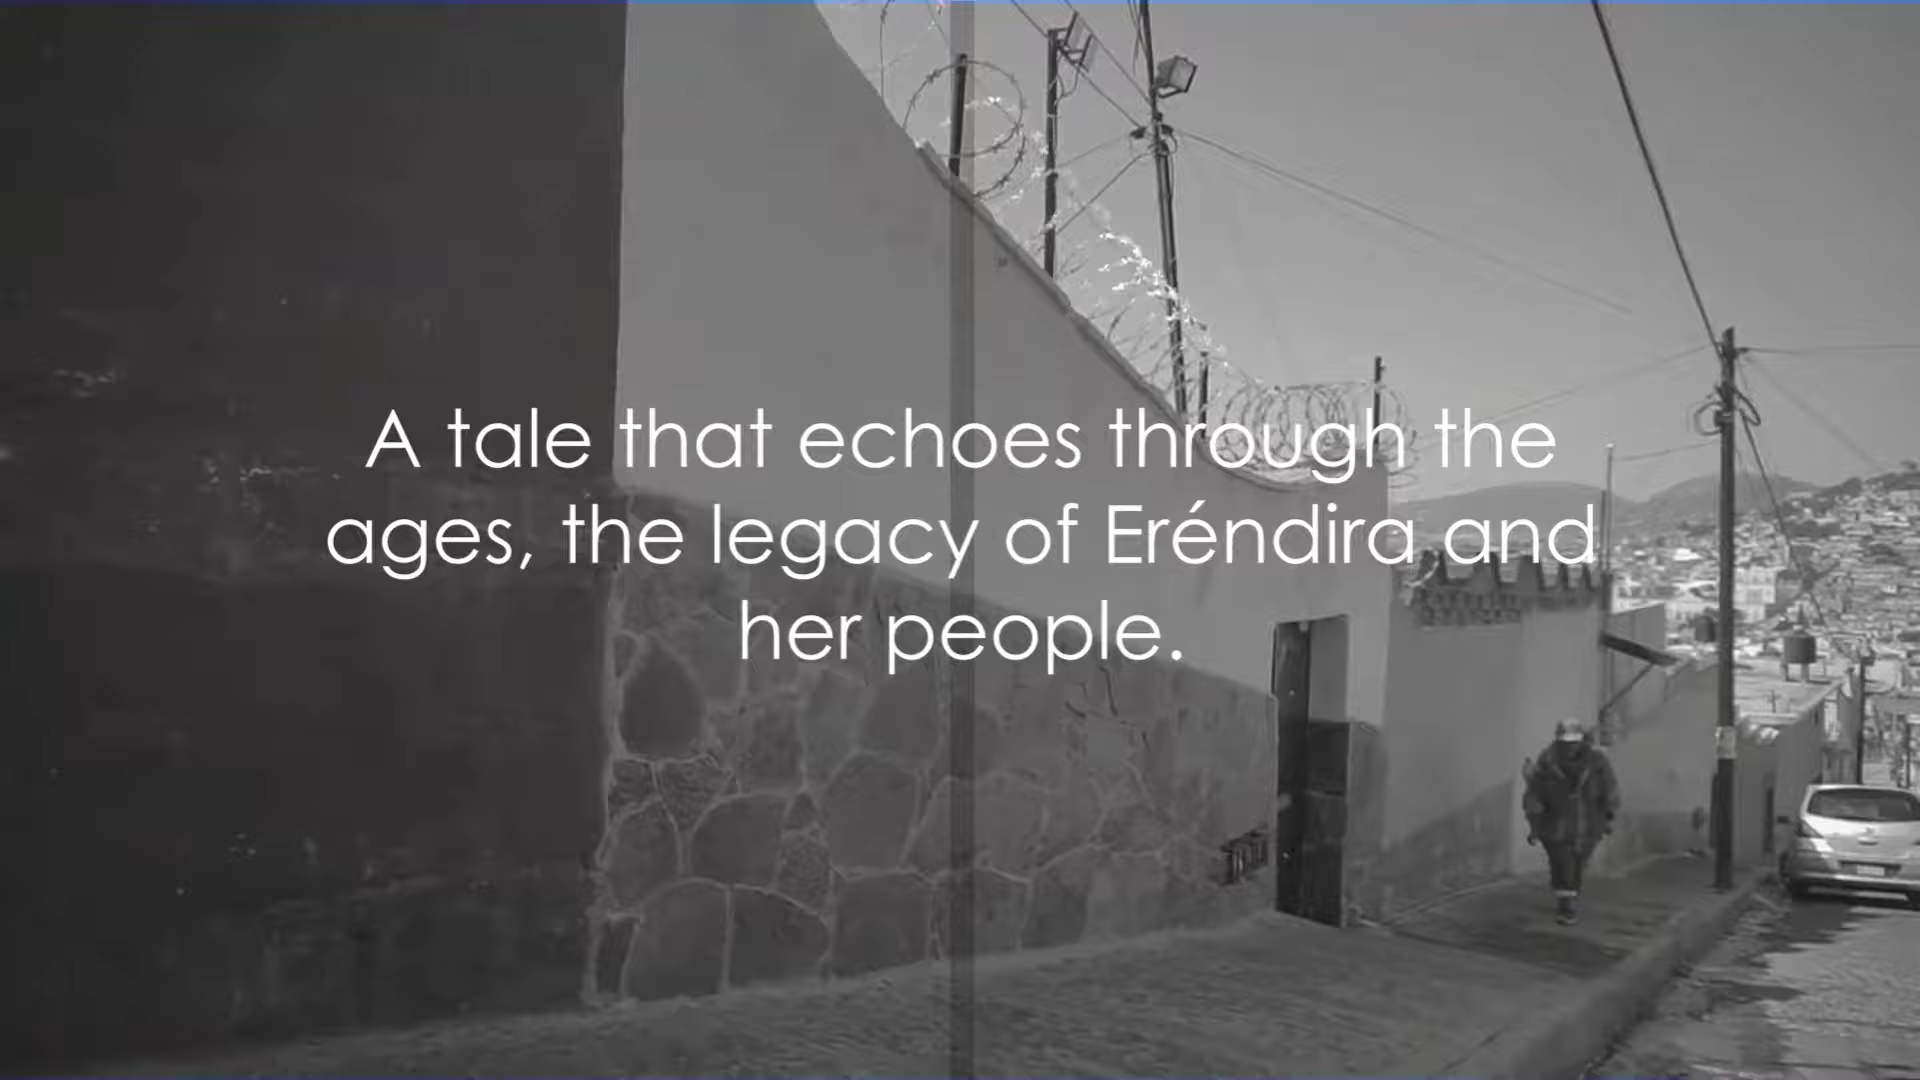 A tale that echoes through the
ages, the legacy of Eréndira and
her people.